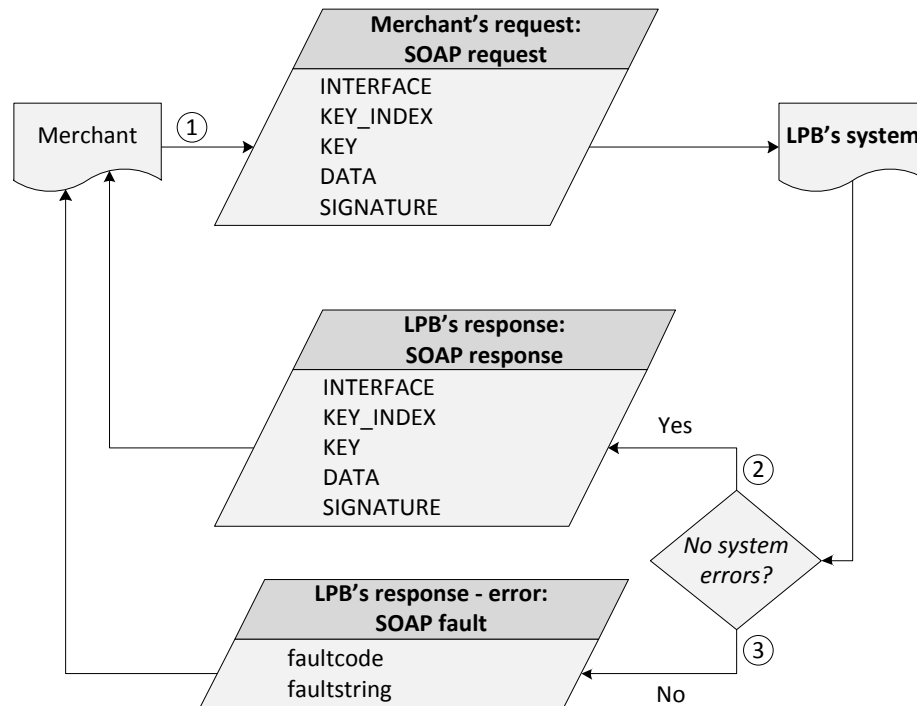 Merchant's request:
SOAP request
INTERFACE
KEY_INDEX
KEY
DATA
SIGNATURE
Merchant
1
LPB's system
LPB's response:
SOAP response
INTERFACE
KEY_INDEX
KEY
DATA
SIGNATURE
Yes
2
No system
errors?
LPB's response - error:
SOAP fault
faultcode
faultstring
3
No